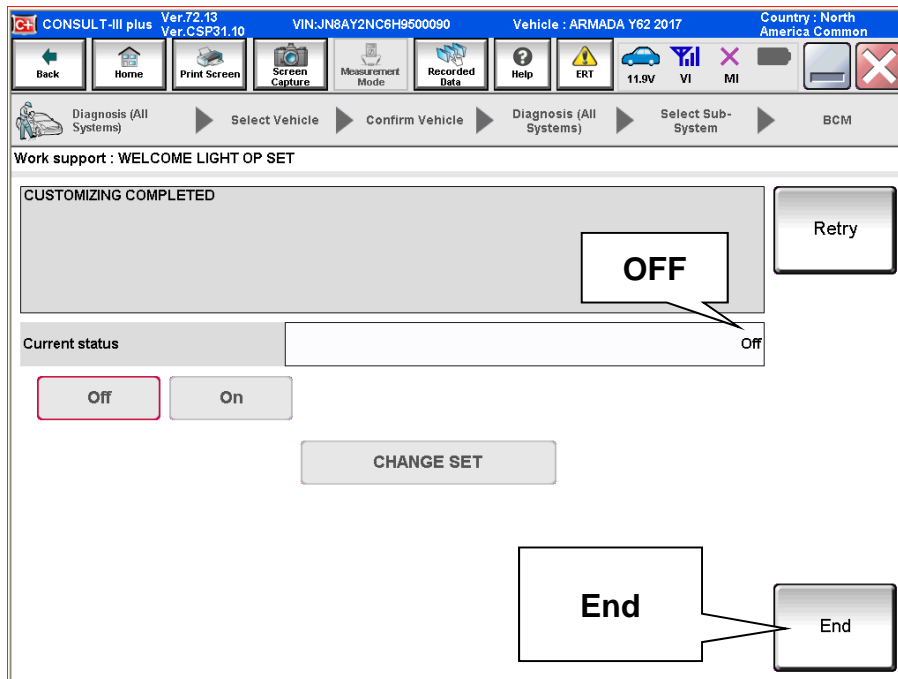 C+ CONSULT-III plus Ver.72.13 VIN:JN8AY2NC6H9500090 Vehicle : ARMADA Y62 2017 Country : North
Ver.CSP31.10 America Common
Back Home Print Screen Screen Capture Measurement Mode Recorded Data Help ERT 11.9V VI MI
Diagnosis (All Systems) Select Vehicle Confirm Vehicle Diagnosis (All Systems) Select Sub-System BCM
Work support : WELCOME LIGHT OP SET
CUSTOMIZING COMPLETED
Retry
OFF
Current status Off
Off On
CHANGE SET
End
End